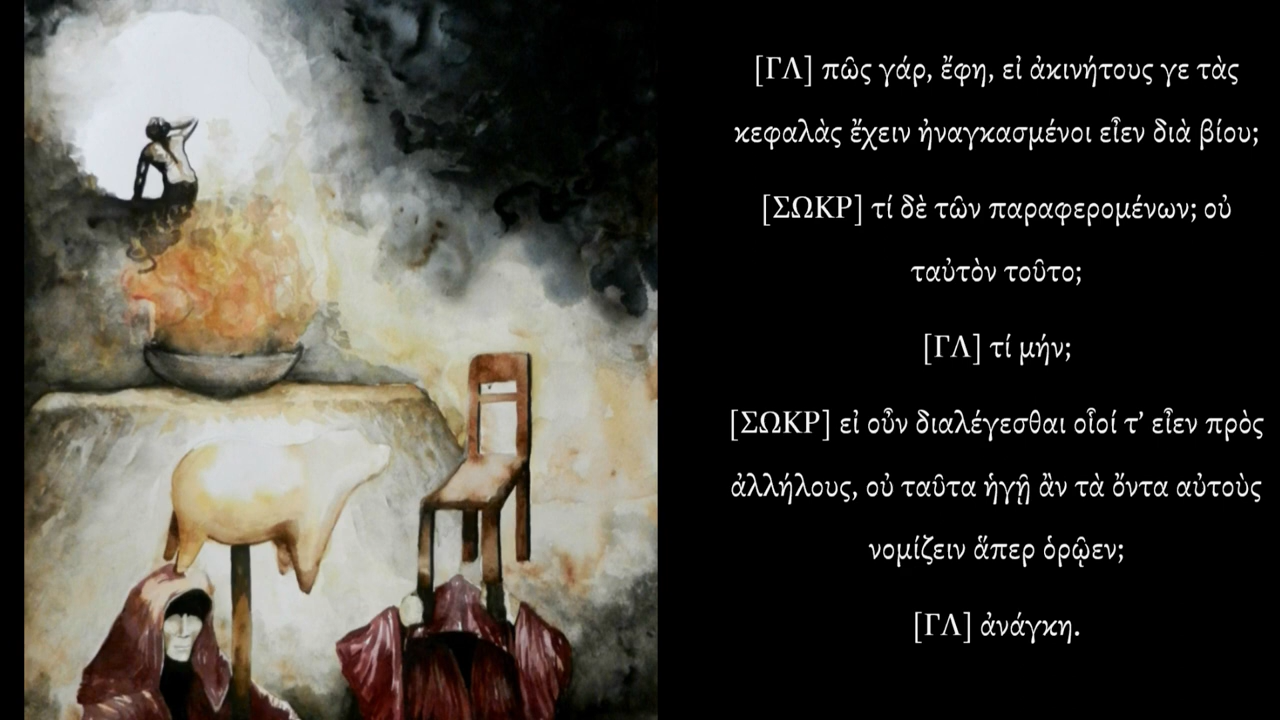 [ΓΛ] πῶς γάρ, ἔφη, εἰ ἀκινήτους γε τὰς
κεφαλὰς ἔχειν ἠναγκασμένοι εἶεν διὰ βίου;
[ΣΩΚΡ] τί δὲ τῶν παραφερομένων; οὐ
ταὐτὸν τοῦτο;
[ΓΛ] τί μήν;
[ΣΩΚΡ] εἰ οὖν διαλέγεσθαι οἷοί τ’ εἶεν πρὸς
ἀλλήλους, οὐ ταῦτα ἡγῇ ἂν τὰ ὄντα αὐτοὺς
νομίζειν ἅπερ ὁρῷεν;
[ΓΛ] ἀνάγκη.